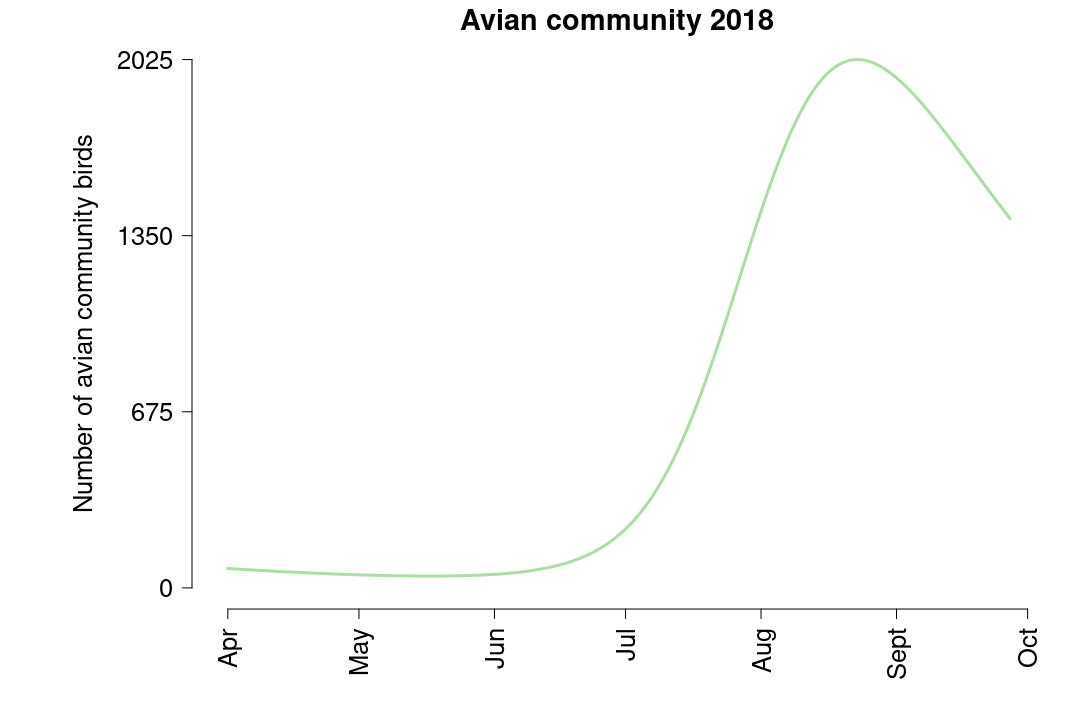 Avian community 2018
Number of avian community birds
2025
1350
675
0
Apr
May
Jun
Jul
Aug
Sept
Oct